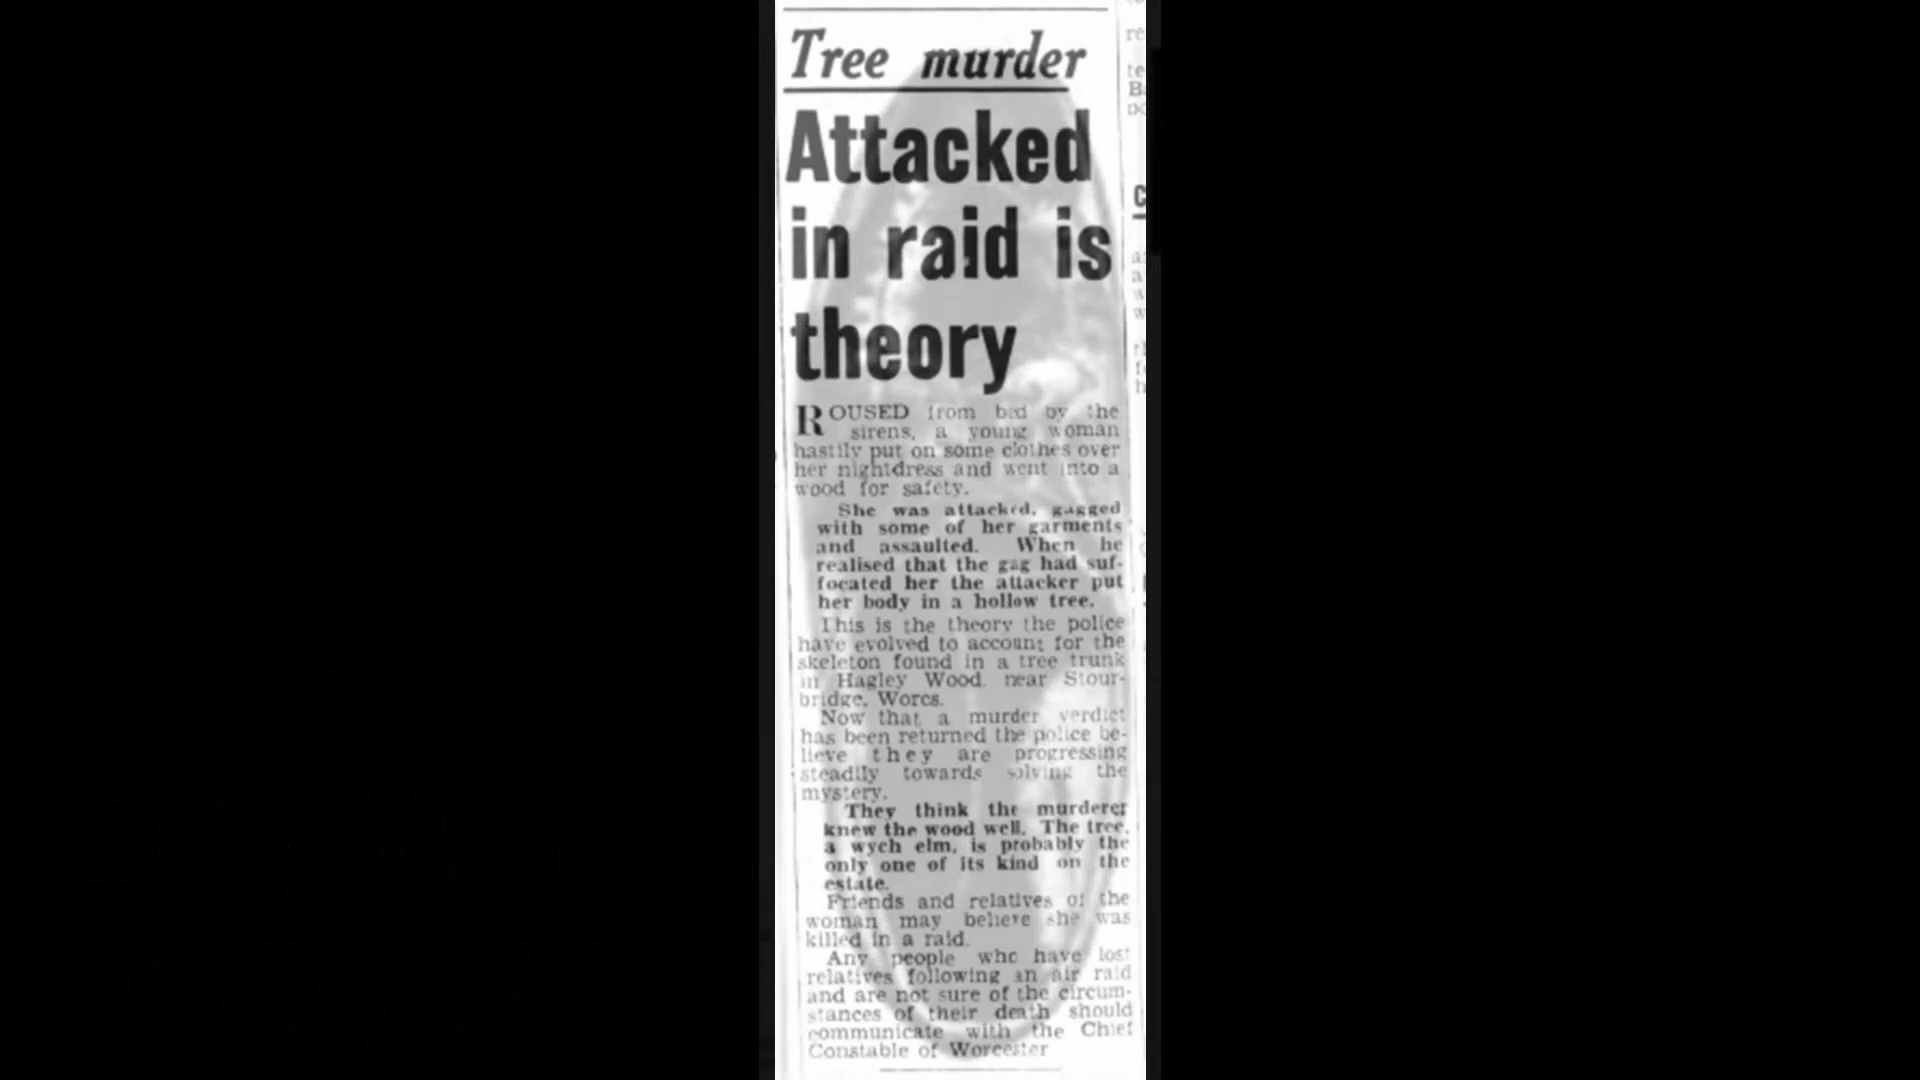 Tree murder
Attacked
in raid is
theory
ROUSED from bed by the
sirens, a young woman
hastily put on some clothes over
her nightdress and went into a
wood for safety.
She was attacked, gagged
with some of her garments
and assaulted. When he
realised that the gag had suf-
focated her the attacker put
her body in a hollow tree.
This is the theory the police
have evolved to account for the
skeleton found in a tree trunk
in Hagley Wood, near Stour-
bridge, Worcs.
Now that a murder verdict
has been returned the police be-
lieve they are progressing
steadily towards solving the
mystery.
They think the murderer
knew the wood well. The tree,
a wych elm, is probably the
only one of its kind on the
estate.
Friends and relatives of the
woman may believe she was
killed in a raid.
Any people who have lost
relatives following an air raid
and are not sure of the circum-
stances of their death should
communicate with the Chief
Constable of Worcester